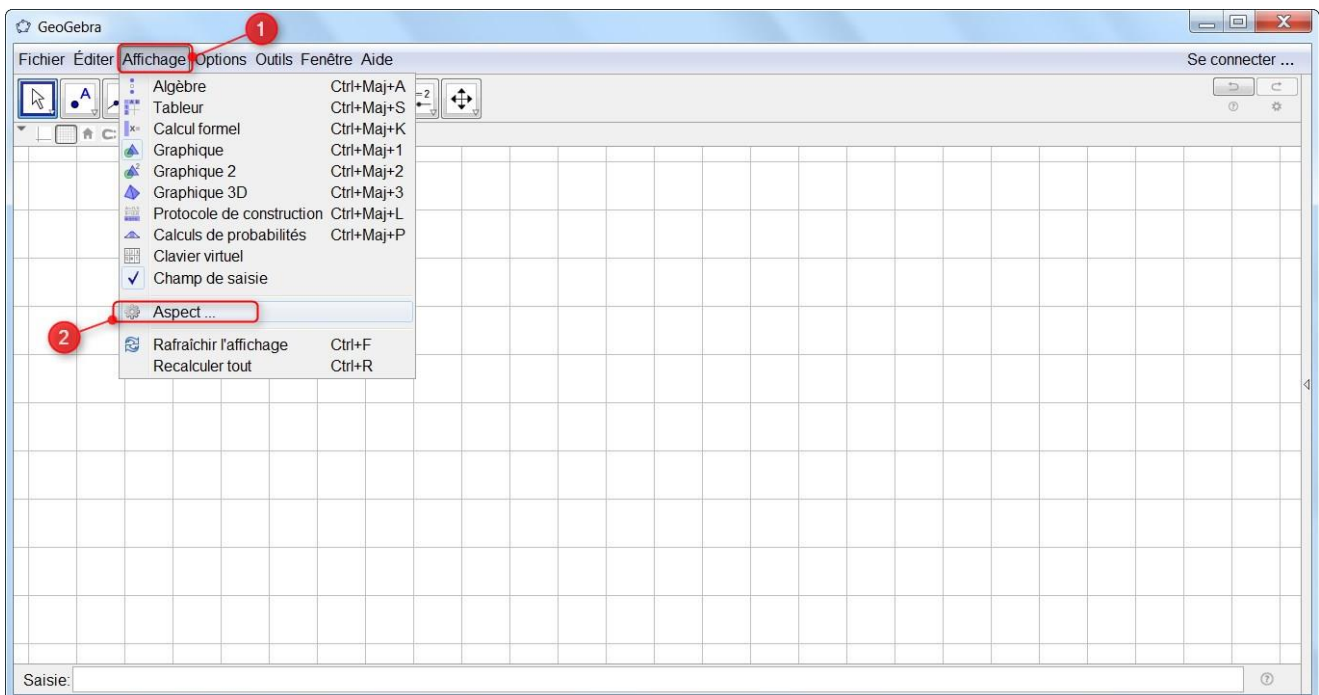 GeoGebra
1
Fichier Éditer Affichage Options Outils Fenêtre Aide Se connecter ...
A =2
Algèbre Ctrl+Maj+A
Tableur Ctrl+Maj+S
Calcul formel Ctrl+Maj+K
Graphique Ctrl+Maj+1
Graphique 2 Ctrl+Maj+2
Graphique 3D Ctrl+Maj+3
Protocole de construction Ctrl+Maj+L
Calculs de probabilités Ctrl+Maj+P
Clavier virtuel
Champ de saisie
Aspect ...
2
Rafraîchir l'affichage Ctrl+F
Recalculer tout Ctrl+R
Saisie: